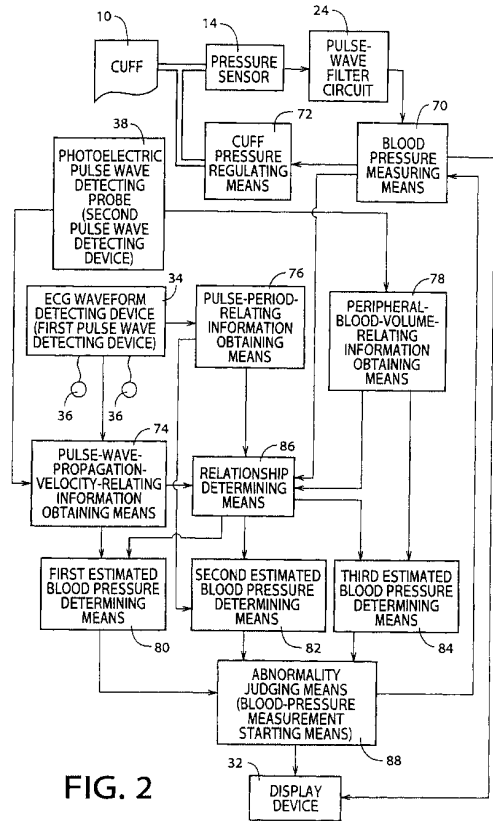 10
14
24
CUFF
PRESSURE
SENSOR
PULSE-
WAVE
FILTER
CIRCUIT
38
72
70
PHOTOELECTRIC
PULSE WAVE
DETECTING
PROBE
(SECOND
PULSE WAVE
DETECTING
DEVICE)
CUFF
PRESSURE
REGULATING
MEANS
BLOOD
PRESSURE
MEASURING
MEANS
34
76
78
ECG WAVEFORM
DETECTING DEVICE
(FIRST PULSE WAVE
DETECTING DEVICE)
PULSE-PERIOD-
RELATING
INFORMATION
OBTAINING
MEANS
PERIPHERAL-
BLOOD-VOLUME-
RELATING
INFORMATION
OBTAINING
MEANS
36
36
74
86
PULSE-WAVE-
PROPAGATION-
VELOCITY-RELATING
INFORMATION
OBTAINING MEANS
RELATIONSHIP
DETERMINING
MEANS
FIRST ESTIMATED
BLOOD PRESSURE
DETERMINING
MEANS
SECOND ESTIMATED
BLOOD PRESSURE
DETERMINING
MEANS
THIRD ESTIMATED
BLOOD PRESSURE
DETERMINING
MEANS
80
82
84
ABNORMALITY
JUDGING MEANS
(BLOOD-PRESSURE
MEASUREMENT
STARTING MEANS)
88
32
DISPLAY
DEVICE
FIG. 2